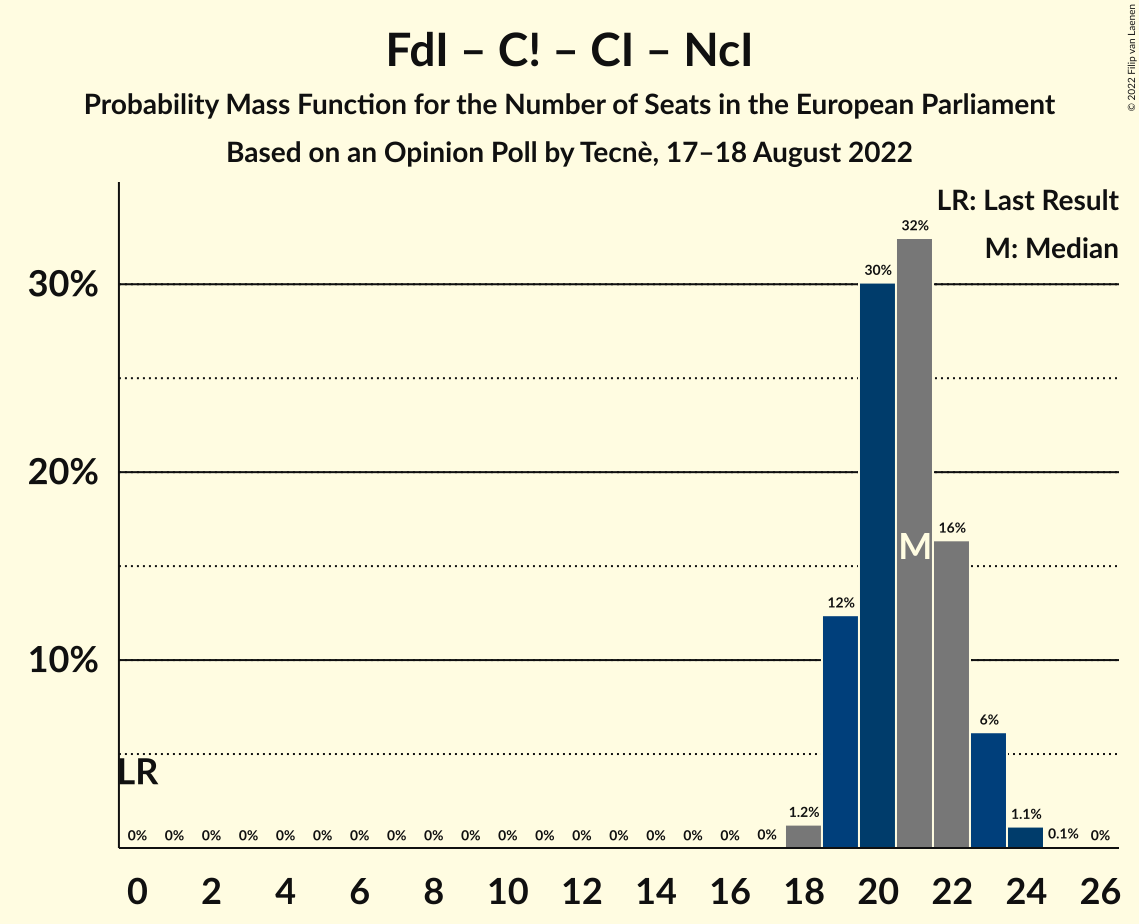 FdI – C! – CI – NcI
Probability Mass Function for the Number of Seats in the European Parliament
Based on an Opinion Poll by Tecnè, 17–18 August 2022
© 2022 Filip van Laenen
LR: Last Result
M: Median
30%
20%
10%
LR
M
0% 0% 0% 0% 0% 0% 0% 0% 0% 0% 0% 0% 0% 0% 0% 0% 0% 0% 1.2% 12% 30% 32% 16% 6% 1.1% 0.1% 0%
0 2 4 6 8 10 12 14 16 18 20 22 24 26